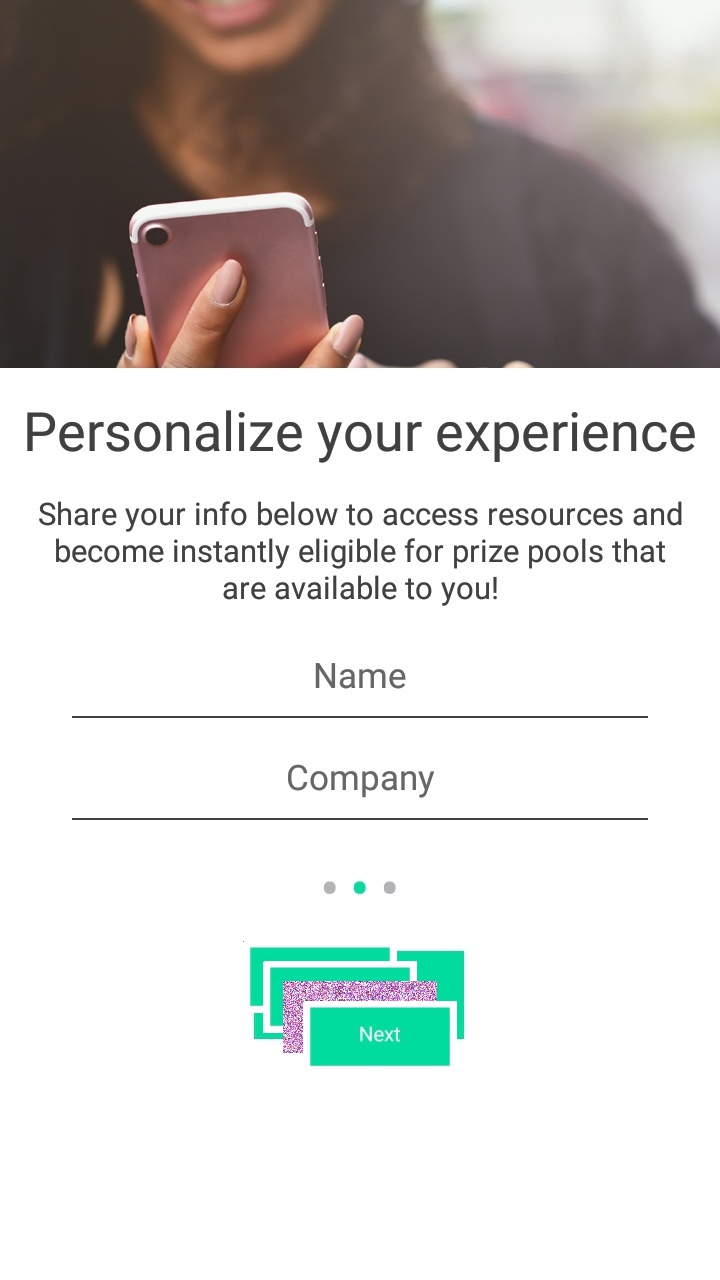 Personalize your experience
Share your info below to access resources and
become instantly eligible for prize pools that
are available to you!
Name
Company
Next